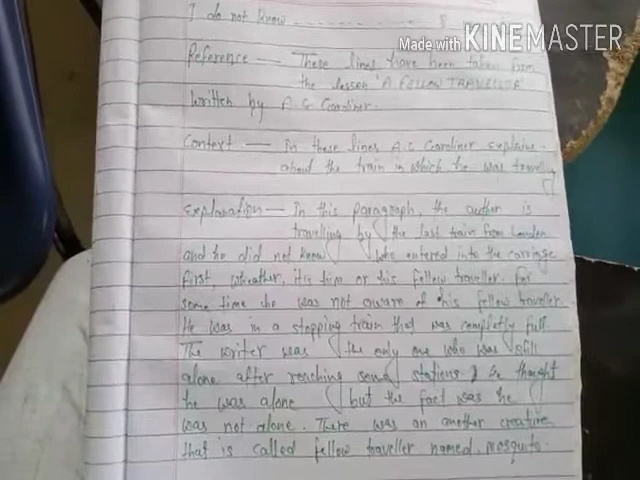 I do not know
Made with KINEMASTER
Reference — These lines have been taken from
the lesson 'A FELLOW TRAVELLER'
Written by A.G Gardiner.
Context — In these lines A.G Gardiner explains
about the train in which he was travelling
Explanation — In this paragraph, the author is
travelling by the last train from London
and he did not know who entered into the carriage
first, wheather, it is him or his fellow traveller. For
some time he was not aware of his fellow traveller.
He was in a stopping train that was completly full
The writer was the only one who was still
alone after reaching some stations, he thought
he was alone but the fact was he
was not alone. There was an another creature
that is called fellow traveller named mosquito.